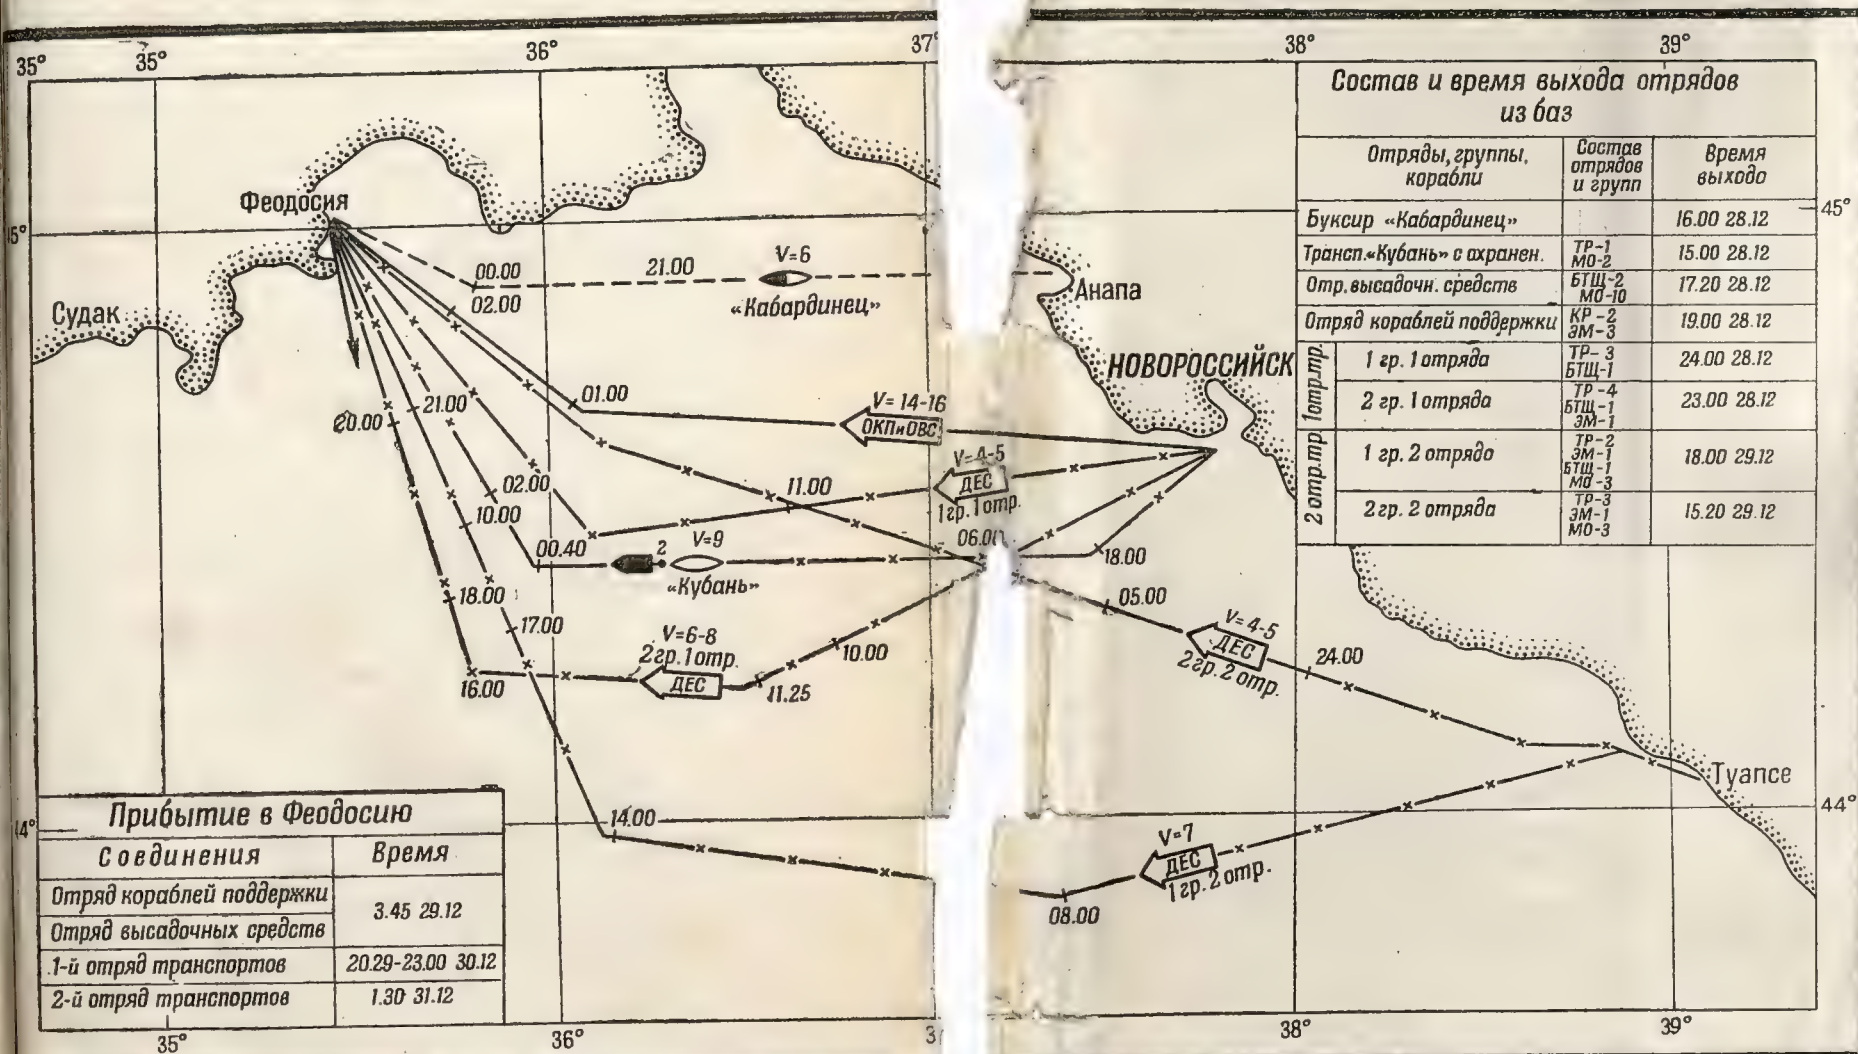 35°
35°
36°
37°
38°
39°
Состав и время выхода отрядов
из баз
Отряды, группы,
корабли
Состав
отрядов
и групп
Время
выхода
Буксир «Кабардинец»
16.00 28.12
Трансп. «Кубань» с охранен.
ТР-1
МО-2
15.00 28.12
Отр. высадочн. средств
БТЩ-2
МО-10
17.20 28.12
Отряд кораблей поддержки
КР-2
ЭМ-3
19.00 28.12
1 отр. тр.
1 гр. 1 отряда
ТР-3
БТЩ-1
24.00 28.12
2 гр. 1 отряда
ТР-4
БТЩ-1
ЭМ-1
23.00 28.12
2 отр. тр.
1 гр. 2 отряда
ТР-2
ЭМ-1
БТЩ-1
МО-3
18.00 29.12
2 гр. 2 отряда
ТР-3
ЭМ-1
МО-3
15.20 29.12
45°
5°
Феодосия
Судак
Анапа
НОВОРОССИЙСК
Туапсе
00.00
02.00
21.00
V=6
«Кабардинец»
01.00
V=14-16
ОКПиОВС
20.00
21.00
V=4-5
ДЕС
1гр. 1отр.
11.00
02.00
10.00
06.00
18.00
00.40
2
V=9
«Кубань»
05.00
V=4-5
ДЕС
2гр. 2отр.
24.00
18.00
17.00
V=6-8
2гр. 1отр.
ДЕС
10.00
16.00
11.25
14.00
44°
4°
V=7
ДЕС
1гр. 2отр.
08.00
Прибытие в Феодосию
Соединения
Время
Отряд кораблей поддержки
Отряд высадочных средств
3.45 29.12
1-й отряд транспортов
20.29-23.00 30.12
2-й отряд транспортов
1.30 31.12
35°
36°
3
38°
39°